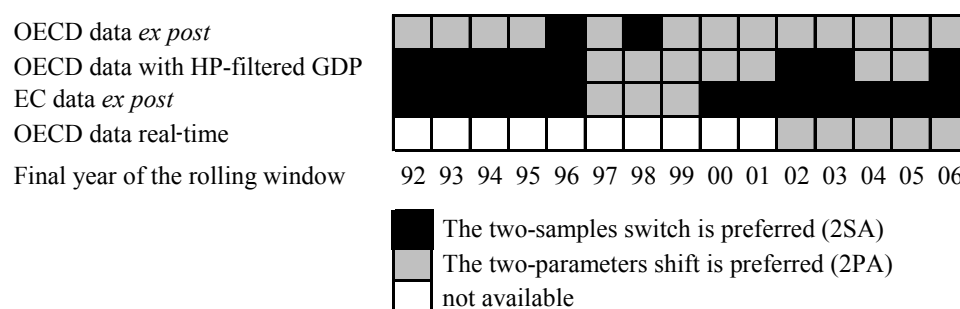 OECD data ex post
OECD data with HP-filtered GDP
EC data ex post
OECD data real-time
Final year of the rolling window 92 93 94 95 96 97 98 99 00 01 02 03 04 05 06
The two-samples switch is preferred (2SA)
The two-parameters shift is preferred (2PA)
not available